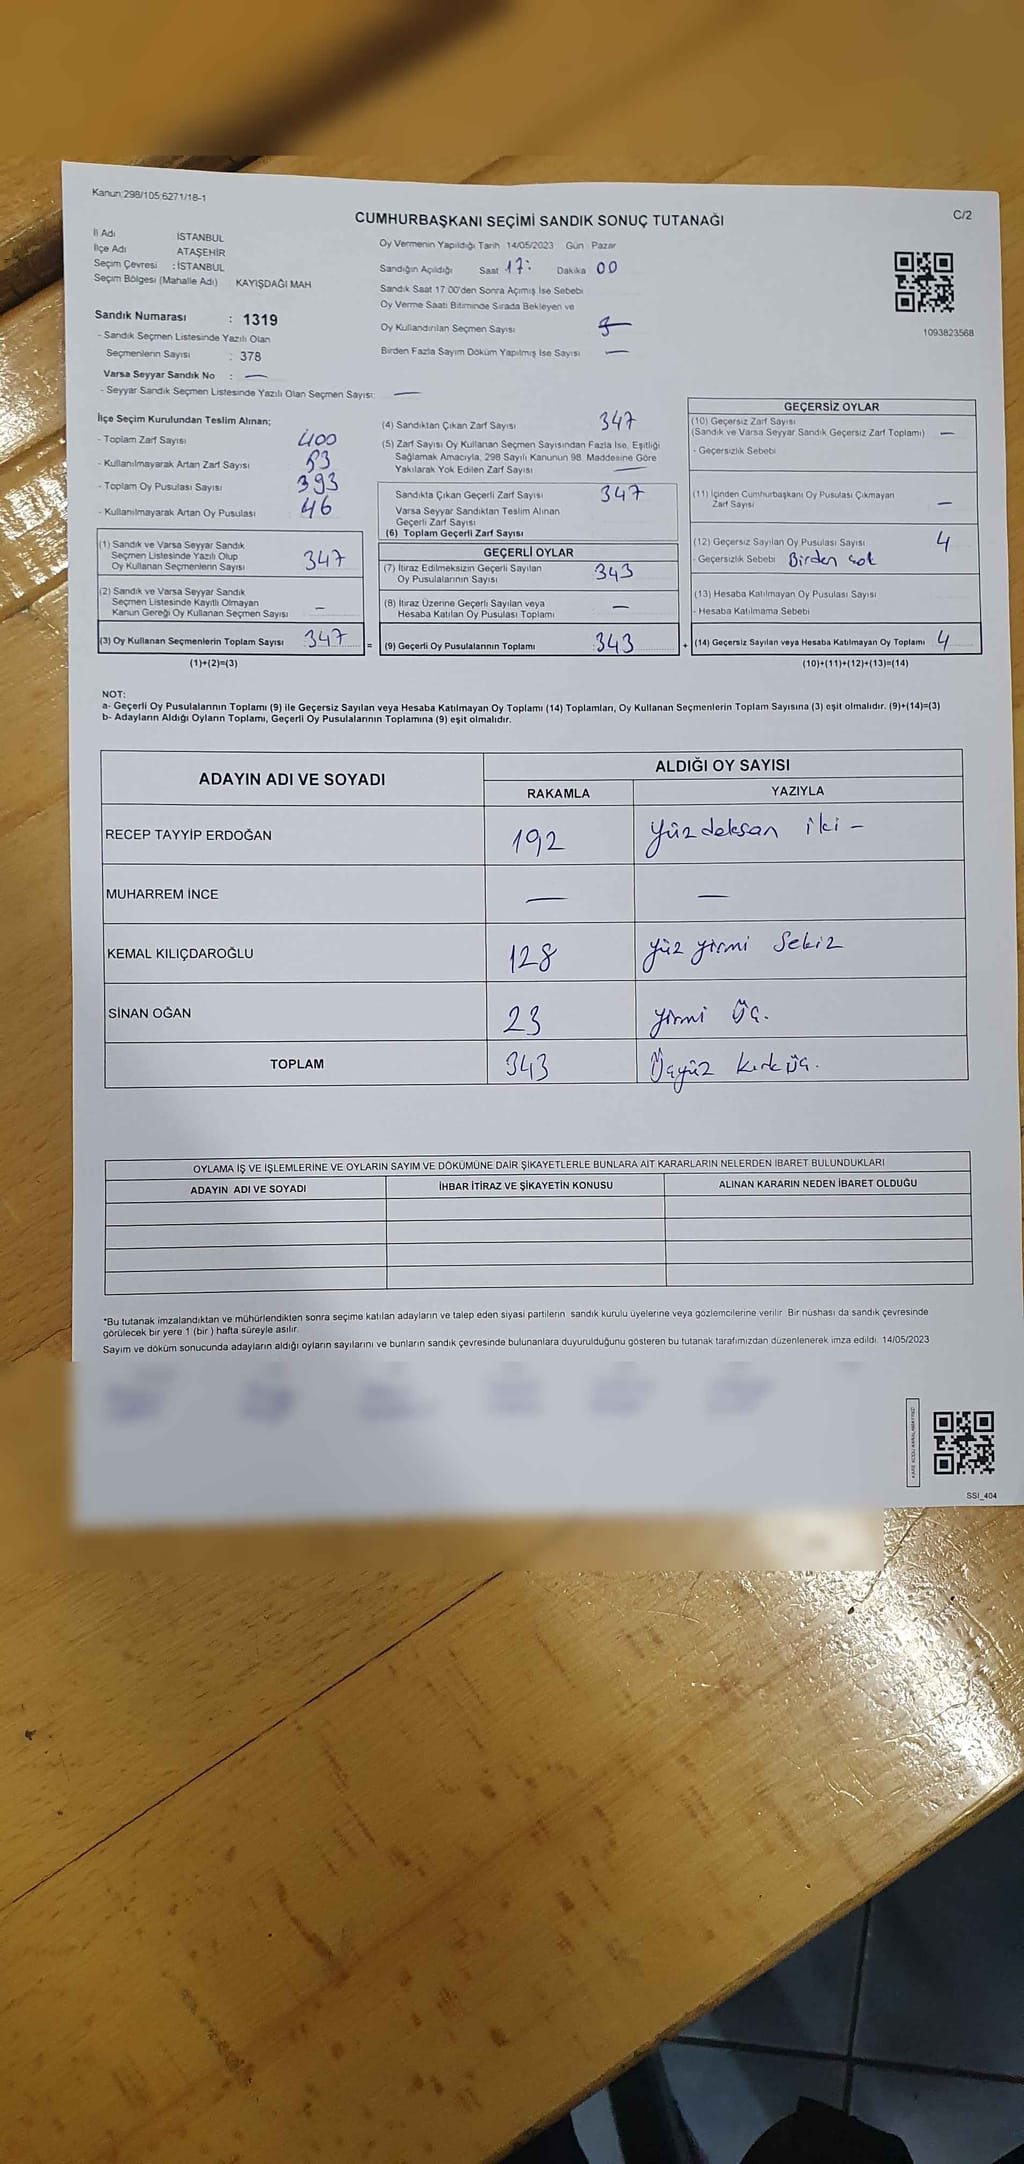 Kanun:298/105;6271/18-1
C/2
CUMHURBAŞKANI SEÇİMİ SANDIK SONUÇ TUTANAĞI
İl Adı İSTANBUL
İlçe Adı ATAŞEHİR
Seçim Çevresi : İSTANBUL
Seçim Bölgesi (Mahalle Adı) KAYIŞDAĞI MAH
Sandık Numarası : 1319
- Sandık Seçmen Listesinde Yazılı Olan
Seçmenlerin Sayısı : 378
Varsa Seyyar Sandık No : —
- Seyyar Sandık Seçmen Listesinde Yazılı Olan Seçmen Sayısı: —
Oy Vermenin Yapıldığı Tarih 14/05/2023 Gün Pazar
Sandığın Açıldığı Saat 17: Dakika 00
Sandık Saat 17:00'den Sonra Açımış İse Sebebi
Oy Verme Saati Bitiminde Sırada Bekleyen ve
Oy Kullandırılan Seçmen Sayısı
Birden Fazla Sayım Döküm Yapılmış İse Sayısı —
1093823568
İlçe Seçim Kurulundan Teslim Alınan;
- Toplam Zarf Sayısı 400
- Kullanılmayarak Artan Zarf Sayısı 53
- Toplam Oy Pusulası Sayısı 393
- Kullanılmayarak Artan Oy Pusulası 46
(1) Sandık ve Varsa Seyyar Sandık
Seçmen Listesinde Yazılı Olup
Oy Kullanan Seçmenlerin Sayısı 347
(2) Sandık ve Varsa Seyyar Sandık
Seçmen Listesinde Kayıtlı Olmayan
Kanun Gereği Oy Kullanan Seçmen Sayısı —
(3) Oy Kullanan Seçmenlerin Toplam Sayısı 347 =
(1)+(2)=(3)
(4) Sandıktan Çıkan Zarf Sayısı 347
(5) Zarf Sayısı Oy Kullanan Seçmen Sayısından Fazla İse, Eşitliği
Sağlamak Amacıyla, 298 Sayılı Kanunun 98. Maddesine Göre
Yakılarak Yok Edilen Zarf Sayısı —
Sandıkta Çıkan Geçerli Zarf Sayısı 347
Varsa Seyyar Sandıktan Teslim Alınan
Geçerli Zarf Sayısı
(6) Toplam Geçerli Zarf Sayısı
GEÇERLİ OYLAR
(7) İtiraz Edilmeksizin Geçerli Sayılan
Oy Pusulalarının Sayısı 343
(8) İtiraz Üzerine Geçerli Sayılan veya
Hesaba Katılan Oy Pusulası Toplamı —
(9) Geçerli Oy Pusulalarının Toplamı 343 +
GEÇERSİZ OYLAR
(10) Geçersiz Zarf Sayısı
(Sandık ve Varsa Seyyar Sandık Geçersiz Zarf Toplamı) —
- Geçersizlik Sebebi
(11) İçinden Cumhurbaşkanı Oy Pusulası Çıkmayan
Zarf Sayısı —
(12) Geçersiz Sayılan Oy Pusulası Sayısı 4
- Geçersizlik Sebebi Birden çok
(13) Hesaba Katılmayan Oy Pusulası Sayısı
- Hesaba Katılmama Sebebi
(14) Geçersiz Sayılan veya Hesaba Katılmayan Oy Toplamı 4
(10)+(11)+(12)+(13)=(14)
NOT:
a- Geçerli Oy Pusulalarının Toplamı (9) ile Geçersiz Sayılan veya Hesaba Katılmayan Oy Toplamı (14) Toplamları, Oy Kullanan Seçmenlerin Toplam Sayısına (3) eşit olmalıdır. (9)+(14)=(3)
b- Adayların Aldığı Oyların Toplamı, Geçerli Oy Pusulalarının Toplamına (9) eşit olmalıdır.
ADAYIN ADI VE SOYADI
ALDIĞI OY SAYISI
RAKAMLA YAZIYLA
RECEP TAYYİP ERDOĞAN 192 Yüzdoksan iki —
MUHARREM İNCE — —
KEMAL KILIÇDAROĞLU 128 Yüz yirmi Sekiz
SİNAN OĞAN 23 yirmi Üç.
TOPLAM 343 Üçyüz kırküç.
OYLAMA İŞ VE İŞLEMLERİNE VE OYLARIN SAYIM VE DÖKÜMÜNE DAİR ŞİKAYETLERLE BUNLARA AİT KARARLARIN NELERDEN İBARET BULUNDUKLARI
ADAYIN ADI VE SOYADI İHBAR İTİRAZ VE ŞİKAYETİN KONUSU ALINAN KARARIN NEDEN İBARET OLDUĞU
*Bu tutanak imzalandıktan ve mühürlendikten sonra seçime katılan adayların ve talep eden siyasi partilerin sandık kurulu üyelerine veya gözlemcilerine verilir. Bir nüshası da sandık çevresinde
görülecek bir yere 1 (bir ) hafta süreyle asılır.
Sayım ve döküm sonucunda adayların aldığı oyların sayılarını ve bunların sandık çevresinde bulunanlara duyurulduğunu gösteren bu tutanak tarafımızdan düzenlenerek imza edildi. 14/05/2023
SSI_404